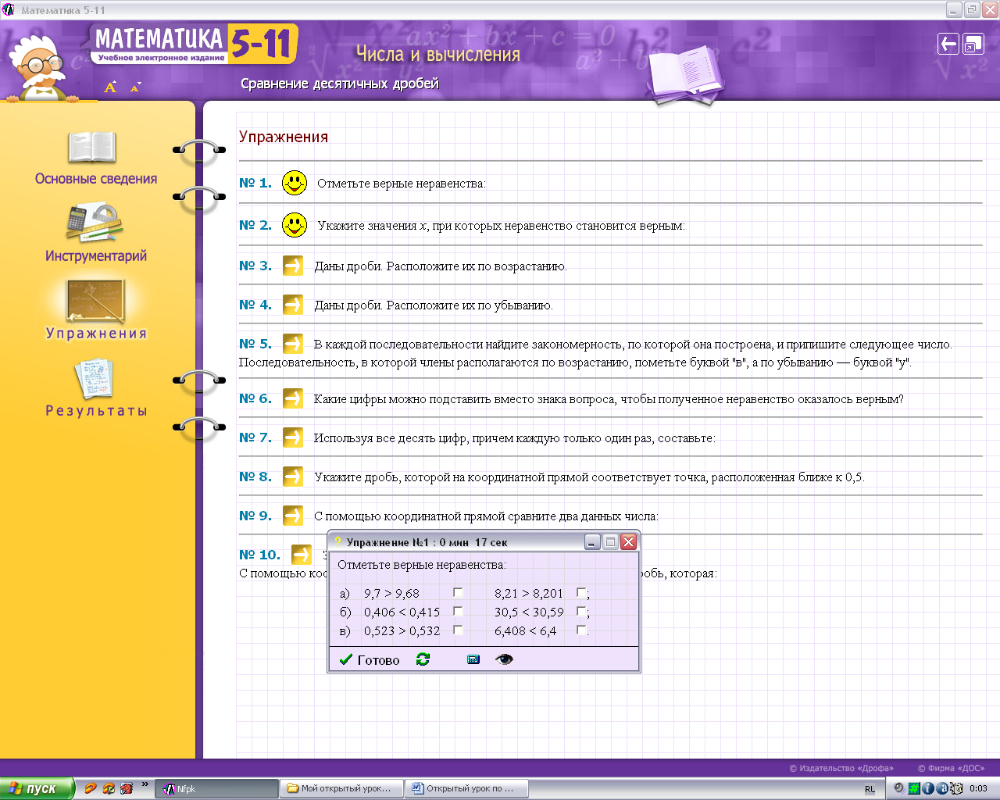 Математика 5-11
МАТЕМАТИКА 5-11
Учебное электронное издание
Числа и вычисления
Сравнение десятичных дробей
A A
Основные сведения
Инструментарий
Упражнения
Результаты
Упражнения
№ 1. Отметьте верные неравенства:
№ 2. Укажите значения x, при которых неравенство становится верным:
№ 3. Даны дроби. Расположите их по возрастанию.
№ 4. Даны дроби. Расположите их по убыванию.
№ 5. В каждой последовательности найдите закономерность, по которой она построена, и припишите следующее число.
Последовательность, в которой члены располагаются по возрастанию, пометьте буквой "в", а по убыванию — буквой "у".
№ 6. Какие цифры можно подставить вместо знака вопроса, чтобы полученное неравенство оказалось верным?
№ 7. Используя все десять цифр, причем каждую только один раз, составьте:
№ 8. Укажите дробь, которой на координатной прямой соответствует точка, расположенная ближе к 0,5.
№ 9. С помощью координатной прямой сравните два данных числа:
№ 10.
С помощью которая:
Упражнение №1 : 0 мин 17 сек
Отметьте верные неравенства:
а) 9,7 > 9,68 8,21 > 8,201 ;
б) 0,406 < 0,415 30,5 < 30,59 ;
в) 0,523 > 0,532 6,408 < 6,4 .
Готово
© Издательство «Дрофа» © Фирма «ДОС»
пуск » Nfpk Мой открытый урок... Открытый урок по ... RL 0:03